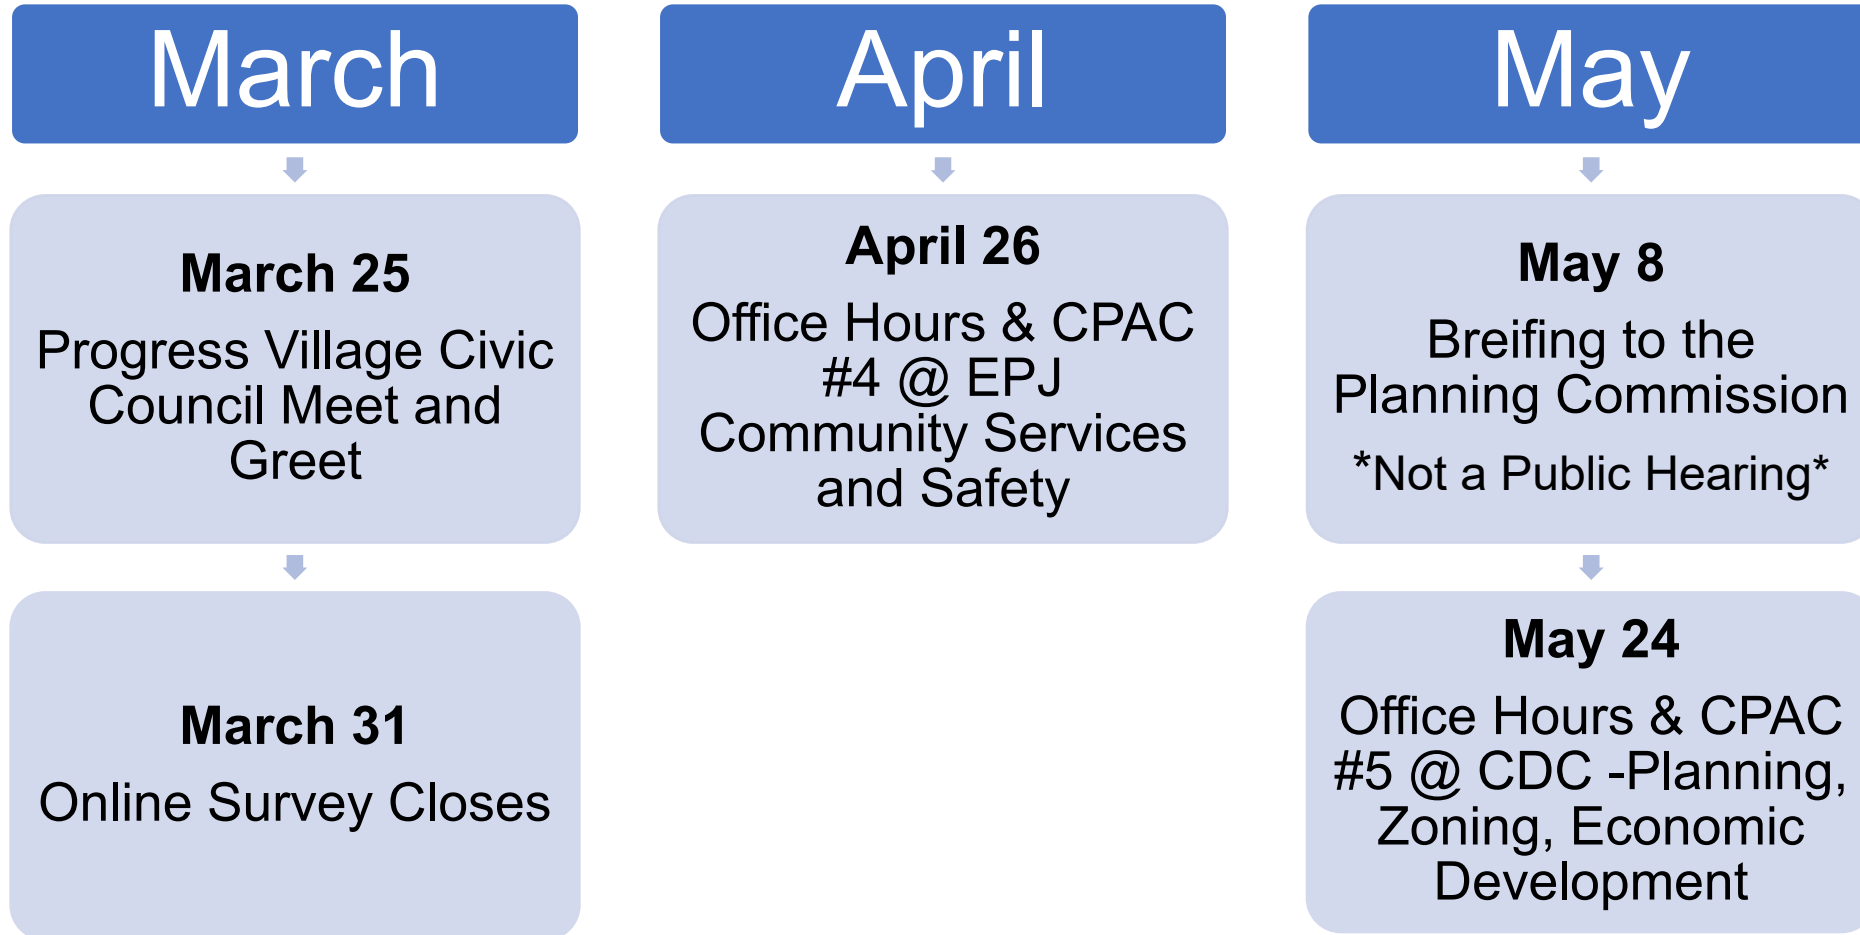 March
March 25
Progress Village Civic
Council Meet and
Greet
March 31
Online Survey Closes
April
April 26
Office Hours & CPAC
#4 @ EPJ
Community Services
and Safety
May
May 8
Breifing to the
Planning Commission
*Not a Public Hearing*
May 24
Office Hours & CPAC
#5 @ CDC -Planning,
Zoning, Economic
Development